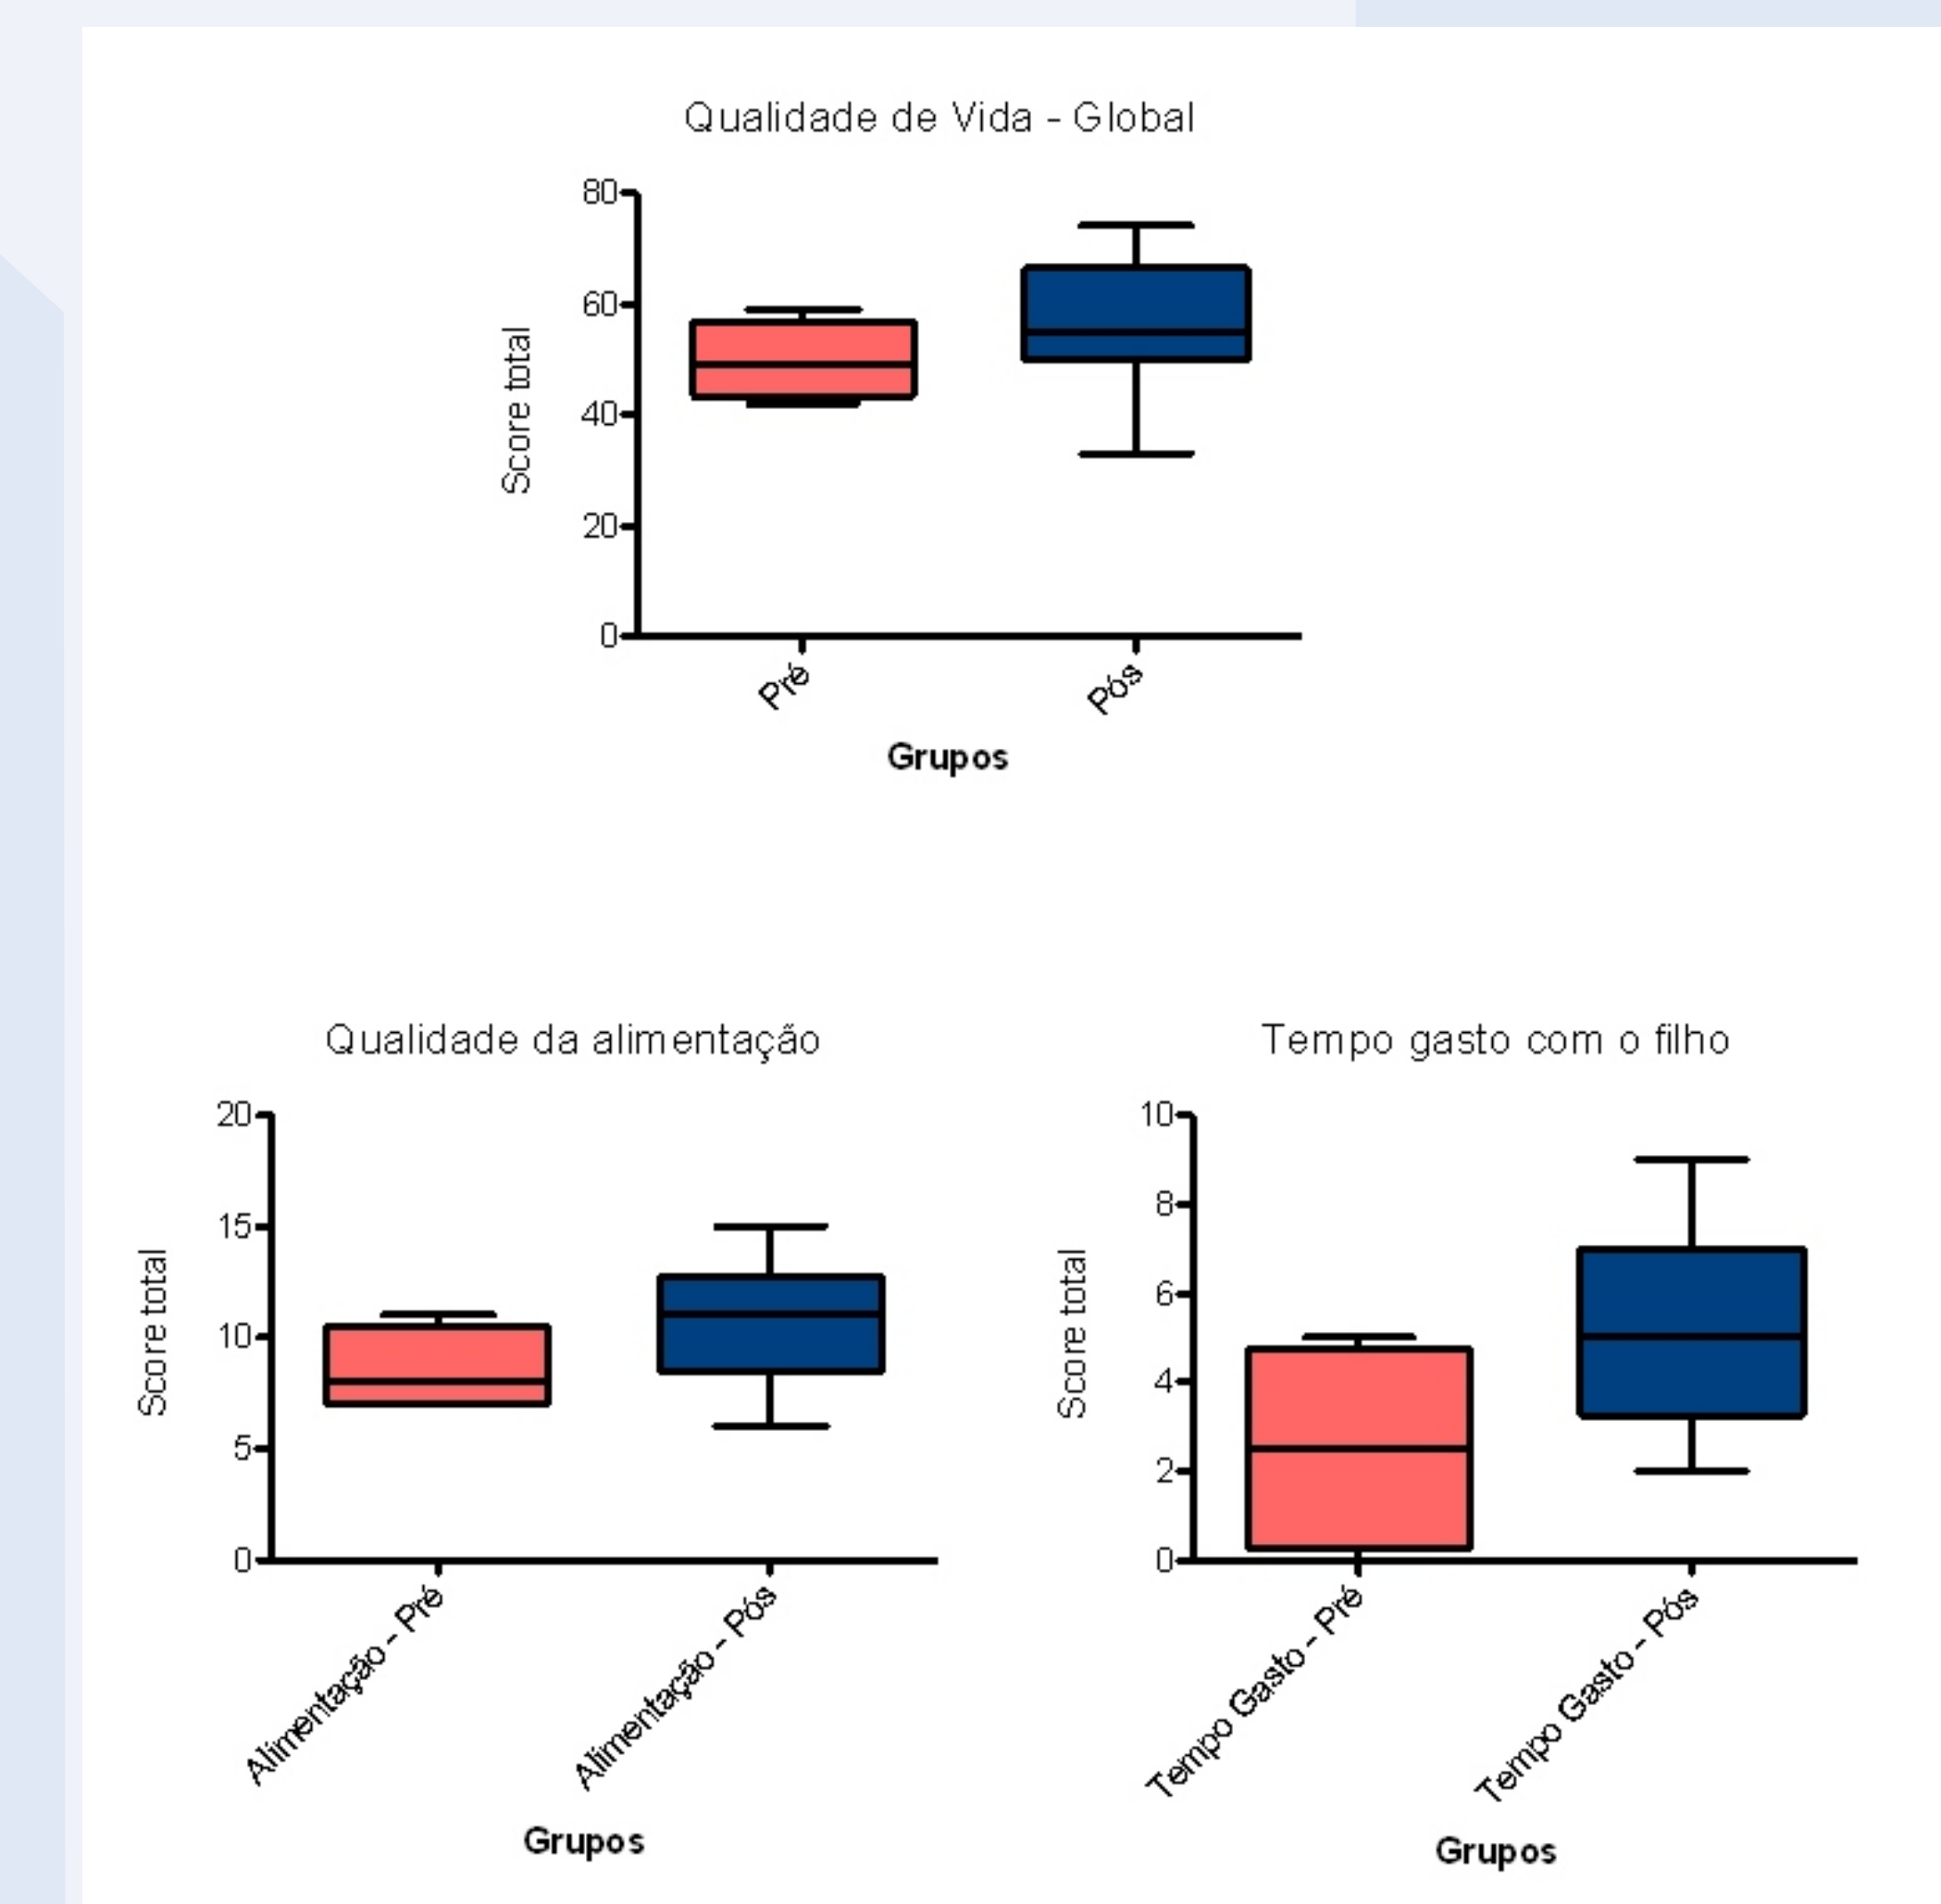 Qualidade de Vida - Global
80
60
40
20
0
Score total
Pré
Pós
Grupos
Qualidade da alimentação
20
15
10
5
0
Score total
Alimentação - Pré
Alimentação - Pós
Grupos
Tempo gasto com o filho
10
8
6
4
2
0
Score total
Tempo Gasto - Pré
Tempo Gasto - Pós
Grupos